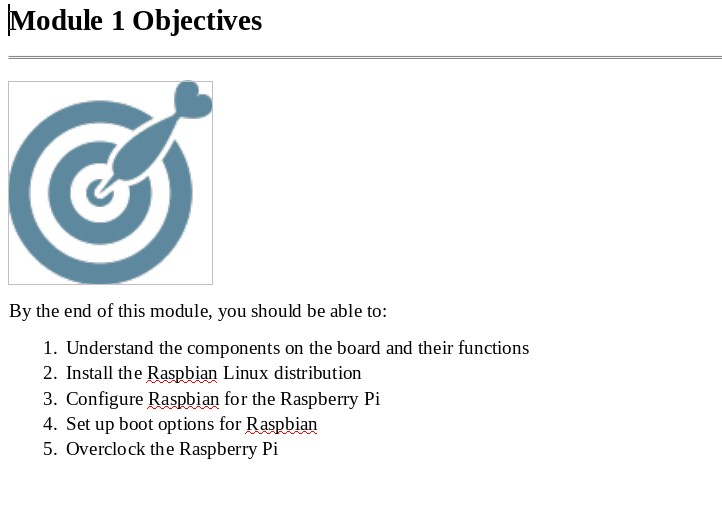 Module 1 Objectives
By the end of this module, you should be able to:
1. Understand the components on the board and their functions
2. Install the Raspbian Linux distribution
3. Configure Raspbian for the Raspberry Pi
4. Set up boot options for Raspbian
5. Overclock the Raspberry Pi